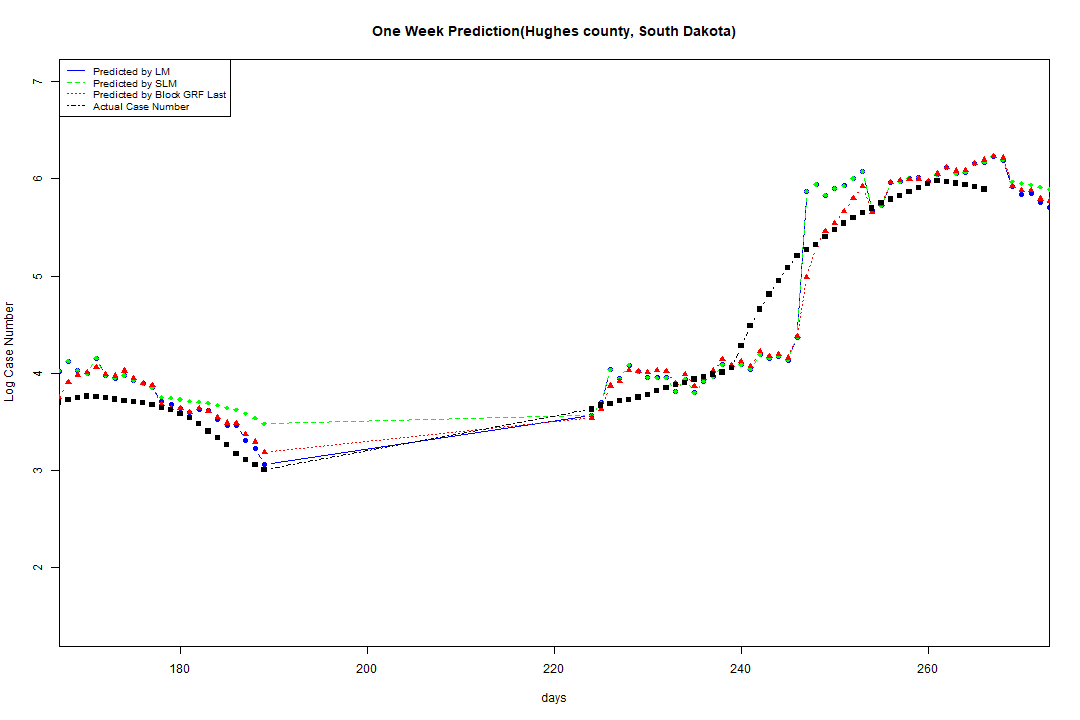 One Week Prediction(Hughes county, South Dakota)
Predicted by LM
Predicted by SLM
Predicted by Block GRF Last
Actual Case Number
7
6
5
4
3
2
Log Case Number
180 200 220 240 260
days